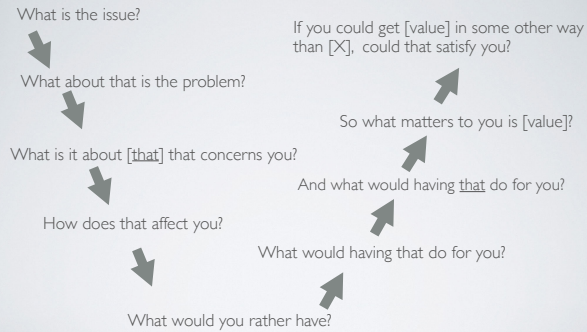 What is the issue?
What about that is the problem?
What is it about [that] that concerns you?
How does that affect you?
What would you rather have?
What would having that do for you?
And what would having that do for you?
So what matters to you is [value]?
If you could get [value] in some other way
than [X], could that satisfy you?